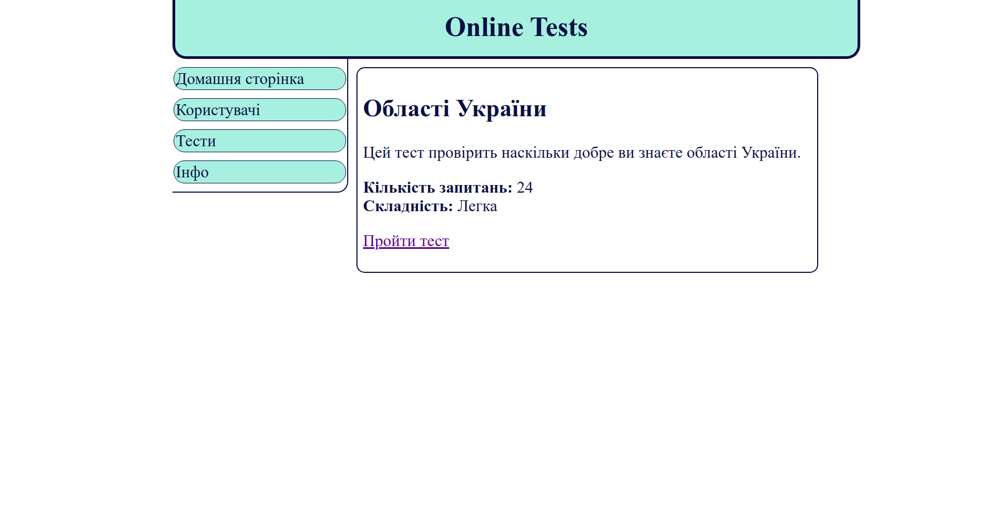 Online Tests
Домашня сторінка
Користувачі
Тести
Інфо
Області України
Цей тест провірить наскільки добре ви знаєте області України.
Кількість запитань: 24
Складність: Легка
Пройти тест